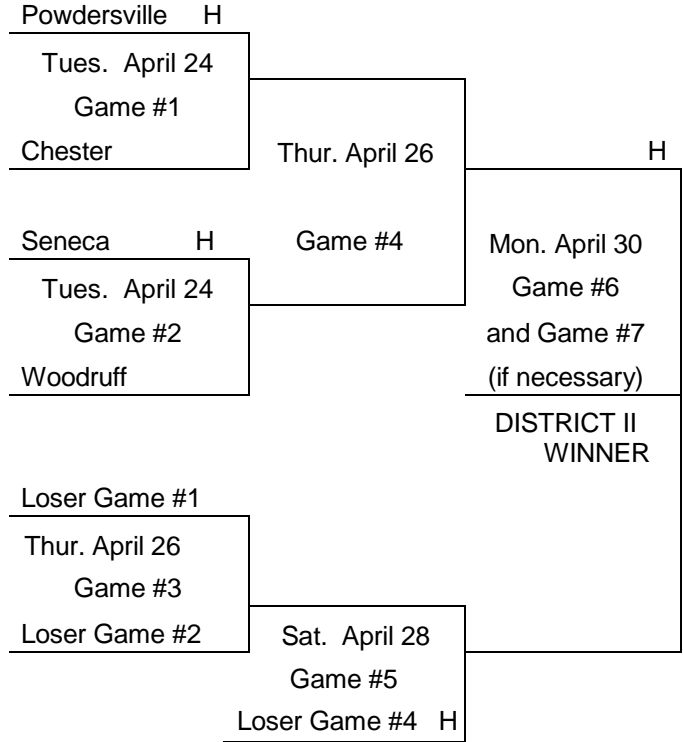 Powdersville H
Tues. April 24
Game #1
Chester
Thur. April 26
H
Seneca H
Game #4
Mon. April 30
Tues. April 24
Game #6
Game #2
and Game #7
Woodruff
(if necessary)
DISTRICT II
WINNER
Loser Game #1
Thur. April 26
Game #3
Loser Game #2
Sat. April 28
Game #5
Loser Game #4 H